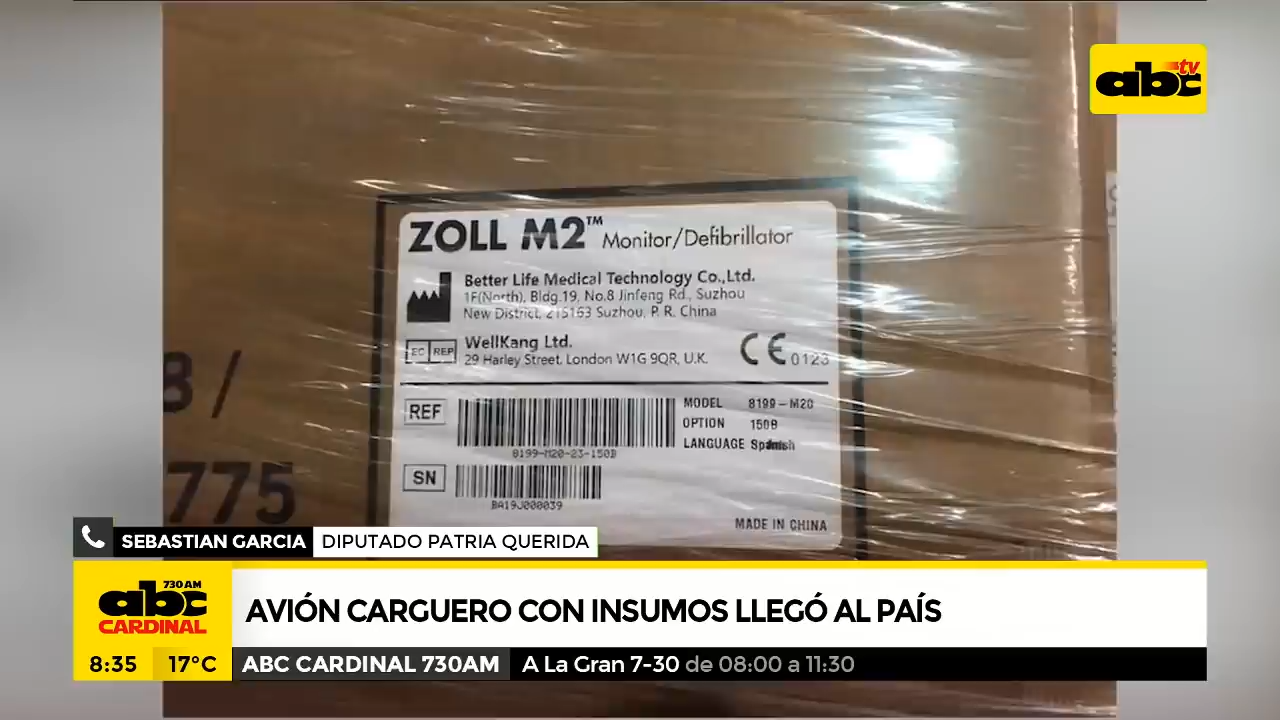 abc tv
ZOLL M2™ Monitor/Defibrillator
Better Life Medical Technology Co.,Ltd.
1F(North), Bldg.19, No.8 Jinfeng Rd., Suzhou
New District, 215163 Suzhou, P. R. China
EC REP
WellKang Ltd.
29 Harley Street, London W1G 9QR, U.K.
CE 0123
REF
8199-M20-23-150B
MODEL 8199-M20
OPTION 150B
LANGUAGE Spanish
SN
BA19J000039
MADE IN CHINA
8 /
775
SEBASTIAN GARCIA DIPUTADO PATRIA QUERIDA
730 AM
abc
CARDINAL
AVIÓN CARGUERO CON INSUMOS LLEGÓ AL PAÍS
8:35 17°C ABC CARDINAL 730AM A La Gran 7-30 de 08:00 a 11:30